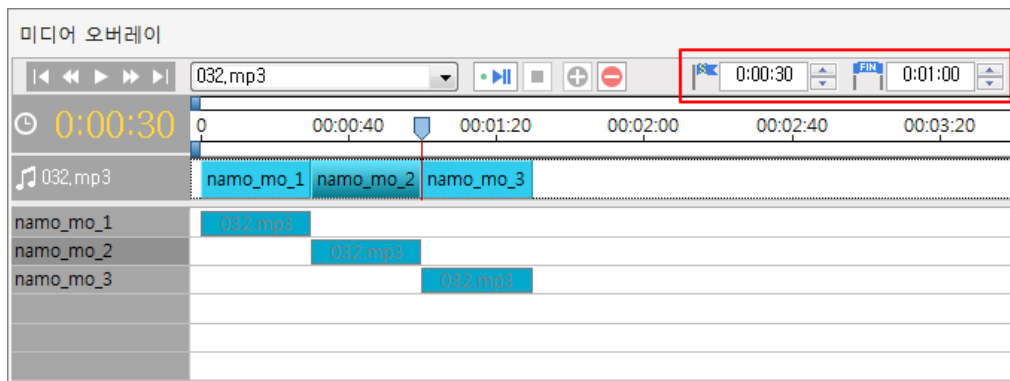 미디어 오버레이
032.mp3 S 0:00:30 FIN 0:01:00
0:00:30 0 00:00:40 00:01:20 00:02:00 00:02:40 00:03:20
032.mp3 namo_mo_1 namo_mo_2 namo_mo_3
namo_mo_1 032.mp3
namo_mo_2 032.mp3
namo_mo_3 032.mp3